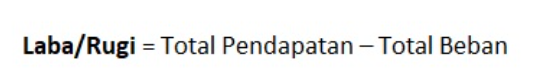 Laba/Rugi = Total Pendapatan – Total Beban